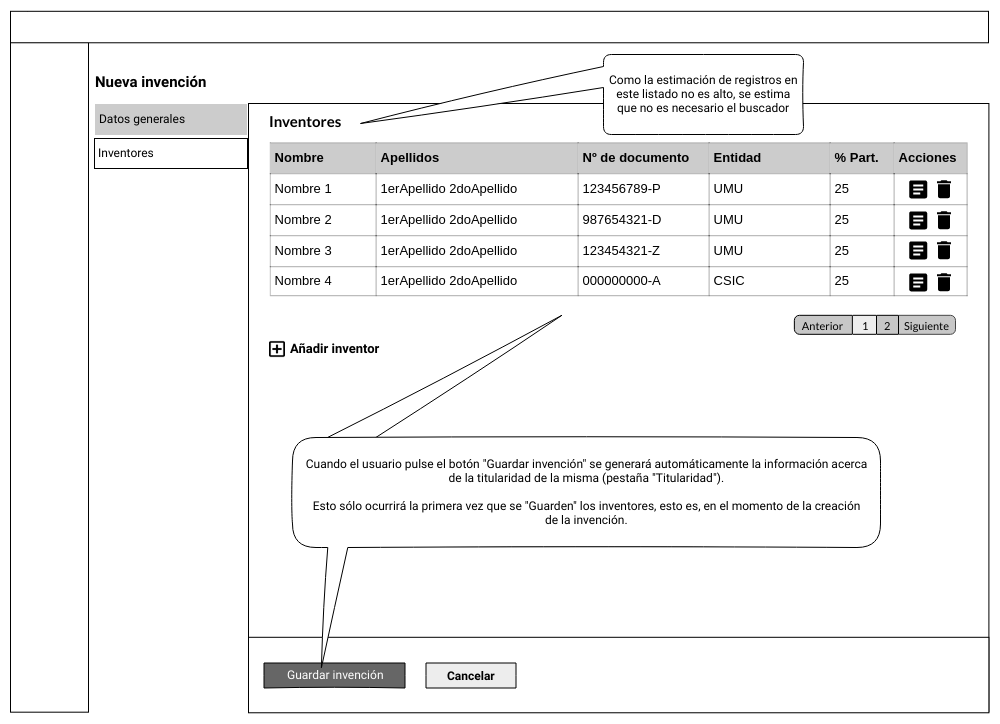 Nueva invención
Datos generales
Inventores
Como la estimación de registros en
este listado no es alto, se estima
que no es necesario el buscador
Inventores
Nombre Apellidos Nº de documento Entidad % Part. Acciones
Nombre 1 1erApellido 2doApellido 123456789-P UMU 25
Nombre 2 1erApellido 2doApellido 987654321-D UMU 25
Nombre 3 1erApellido 2doApellido 123454321-Z UMU 25
Nombre 4 1erApellido 2doApellido 000000000-A CSIC 25
Anterior 1 2 Siguiente
Añadir inventor
Cuando el usuario pulse el botón "Guardar invención" se generará automáticamente la información acerca
de la titularidad de la misma (pestaña "Titularidad").
Esto sólo ocurrirá la primera vez que se "Guarden" los inventores, esto es, en el momento de la creación
de la invención.
Guardar invención
Cancelar